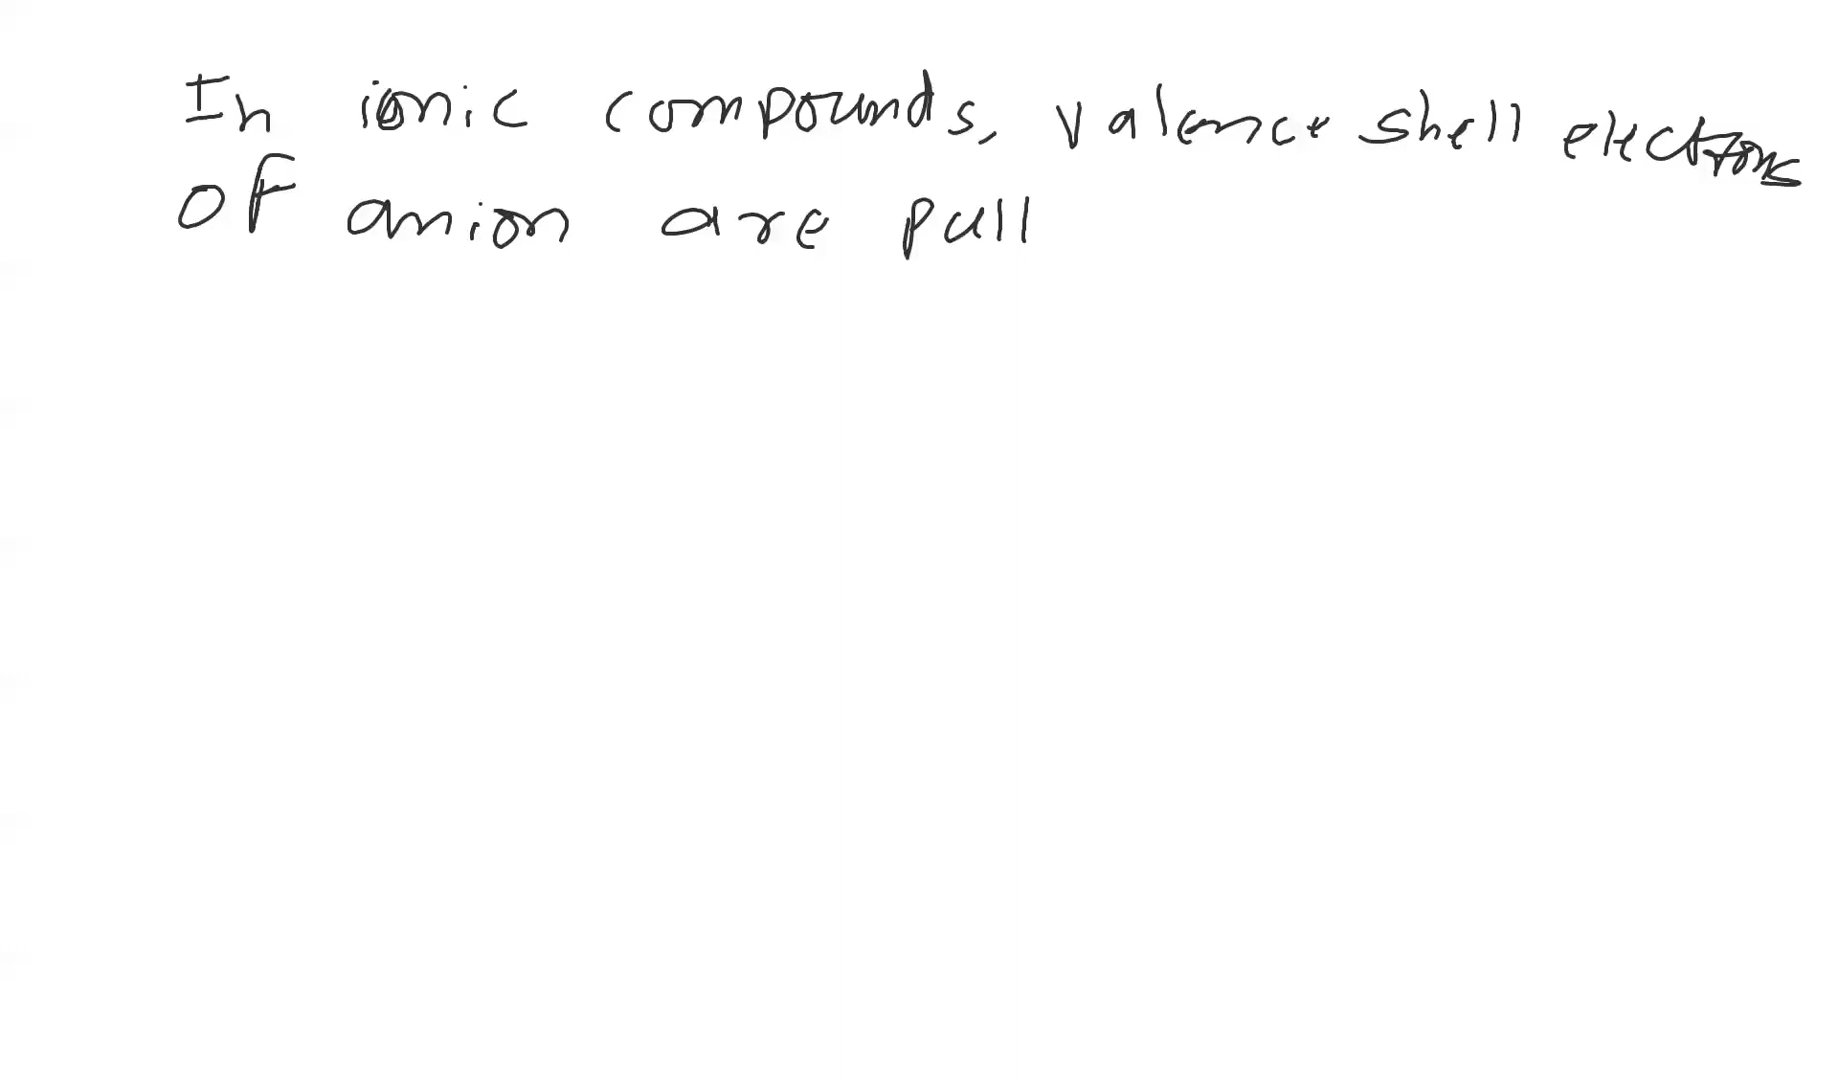 In ionic compounds, valence shell electrons
of anion are pull